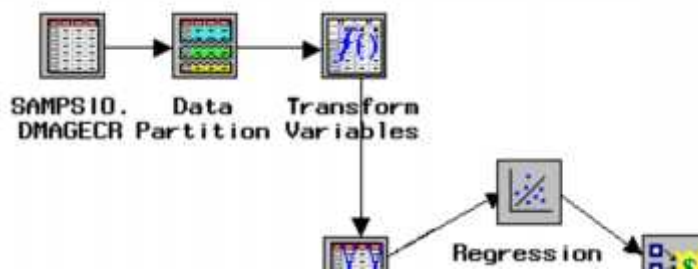 SAMPSIO. Data Transform
DMAGECR Partition Variables
f()
Regression
$